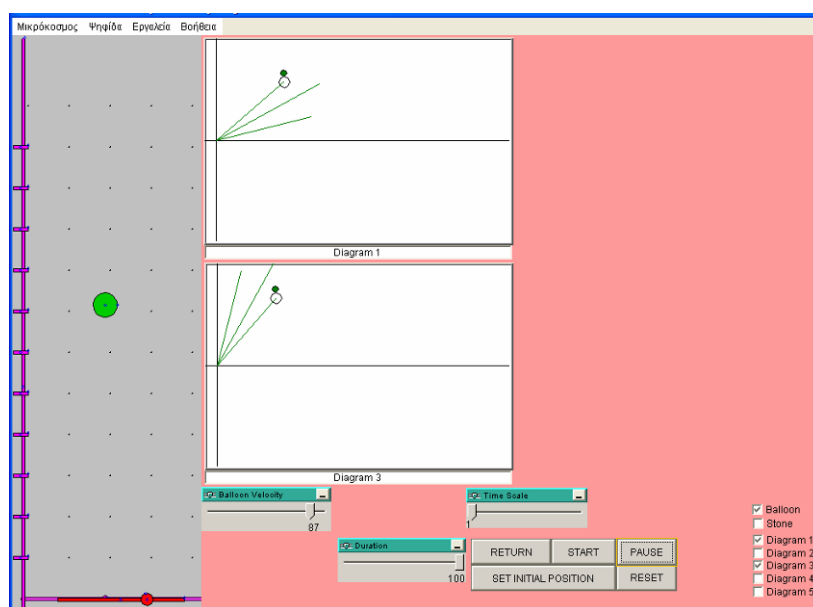 Μικρόκοσμος Ψηφίδα Εργαλεία Βοήθεια
Diagram 1
Diagram 3
Balloon Velocity
87
Time Scale
1
Duration
100
RETURN START PAUSE
SET INITIAL POSITION RESET
Balloon
Stone
Diagram 1
Diagram 2
Diagram 3
Diagram 4
Diagram 5